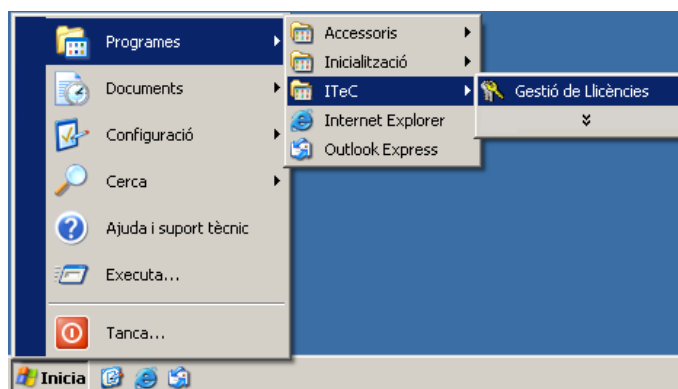 Programes
Documents
Configuració
Cerca
Ajuda i suport tècnic
Executa...
Tanca...
Accessoris
Inicialització
ITeC
Internet Explorer
Outlook Express
Gestió de Llicències
Inicia